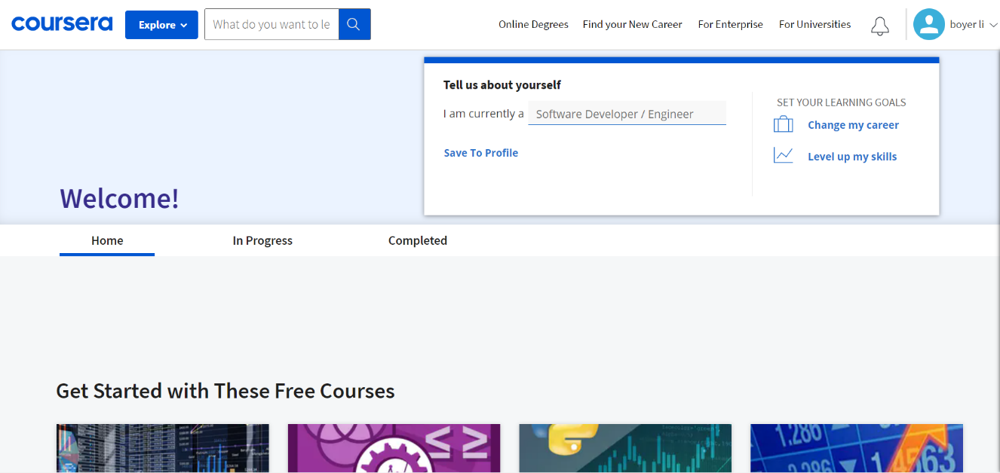 coursera
Explore
What do you want to le
Online Degrees
Find your New Career
For Enterprise
For Universities
boyer li
Tell us about yourself
I am currently a Software Developer / Engineer
Save To Profile
SET YOUR LEARNING GOALS
Change my career
Level up my skills
Welcome!
Home
In Progress
Completed
Get Started with These Free Courses
1.286